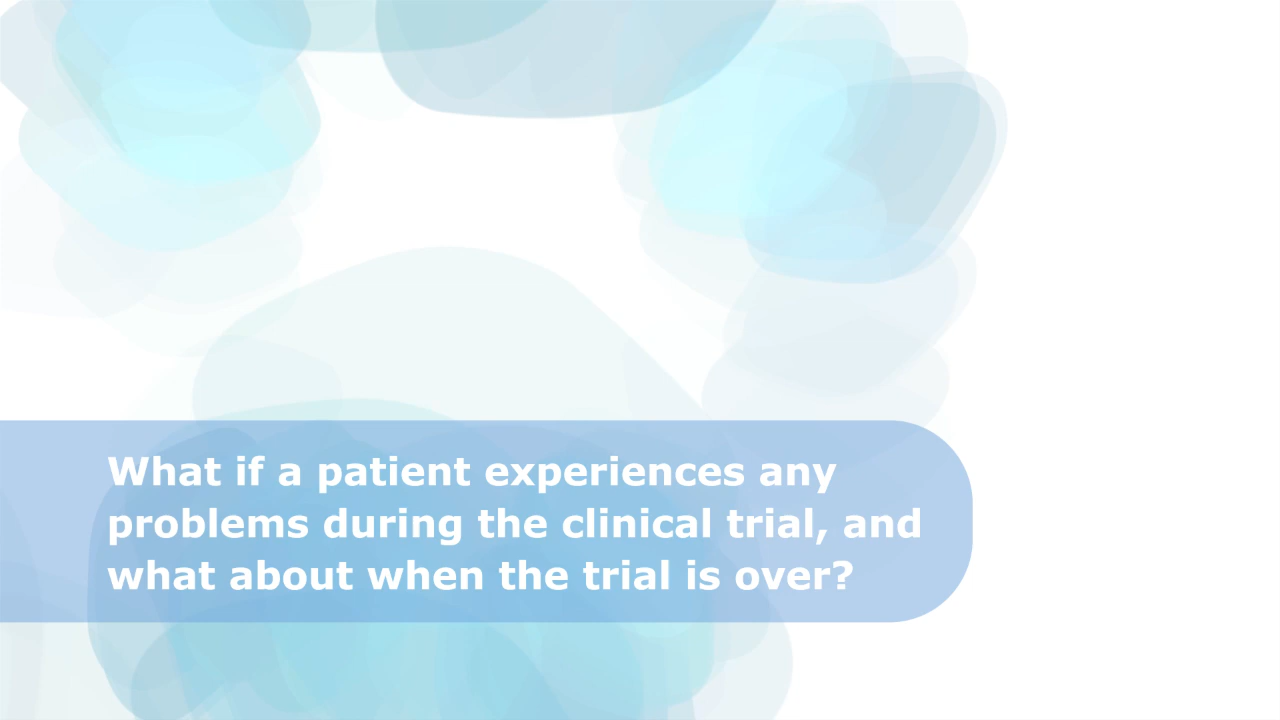 What if a patient experiences any
problems during the clinical trial, and
what about when the trial is over?